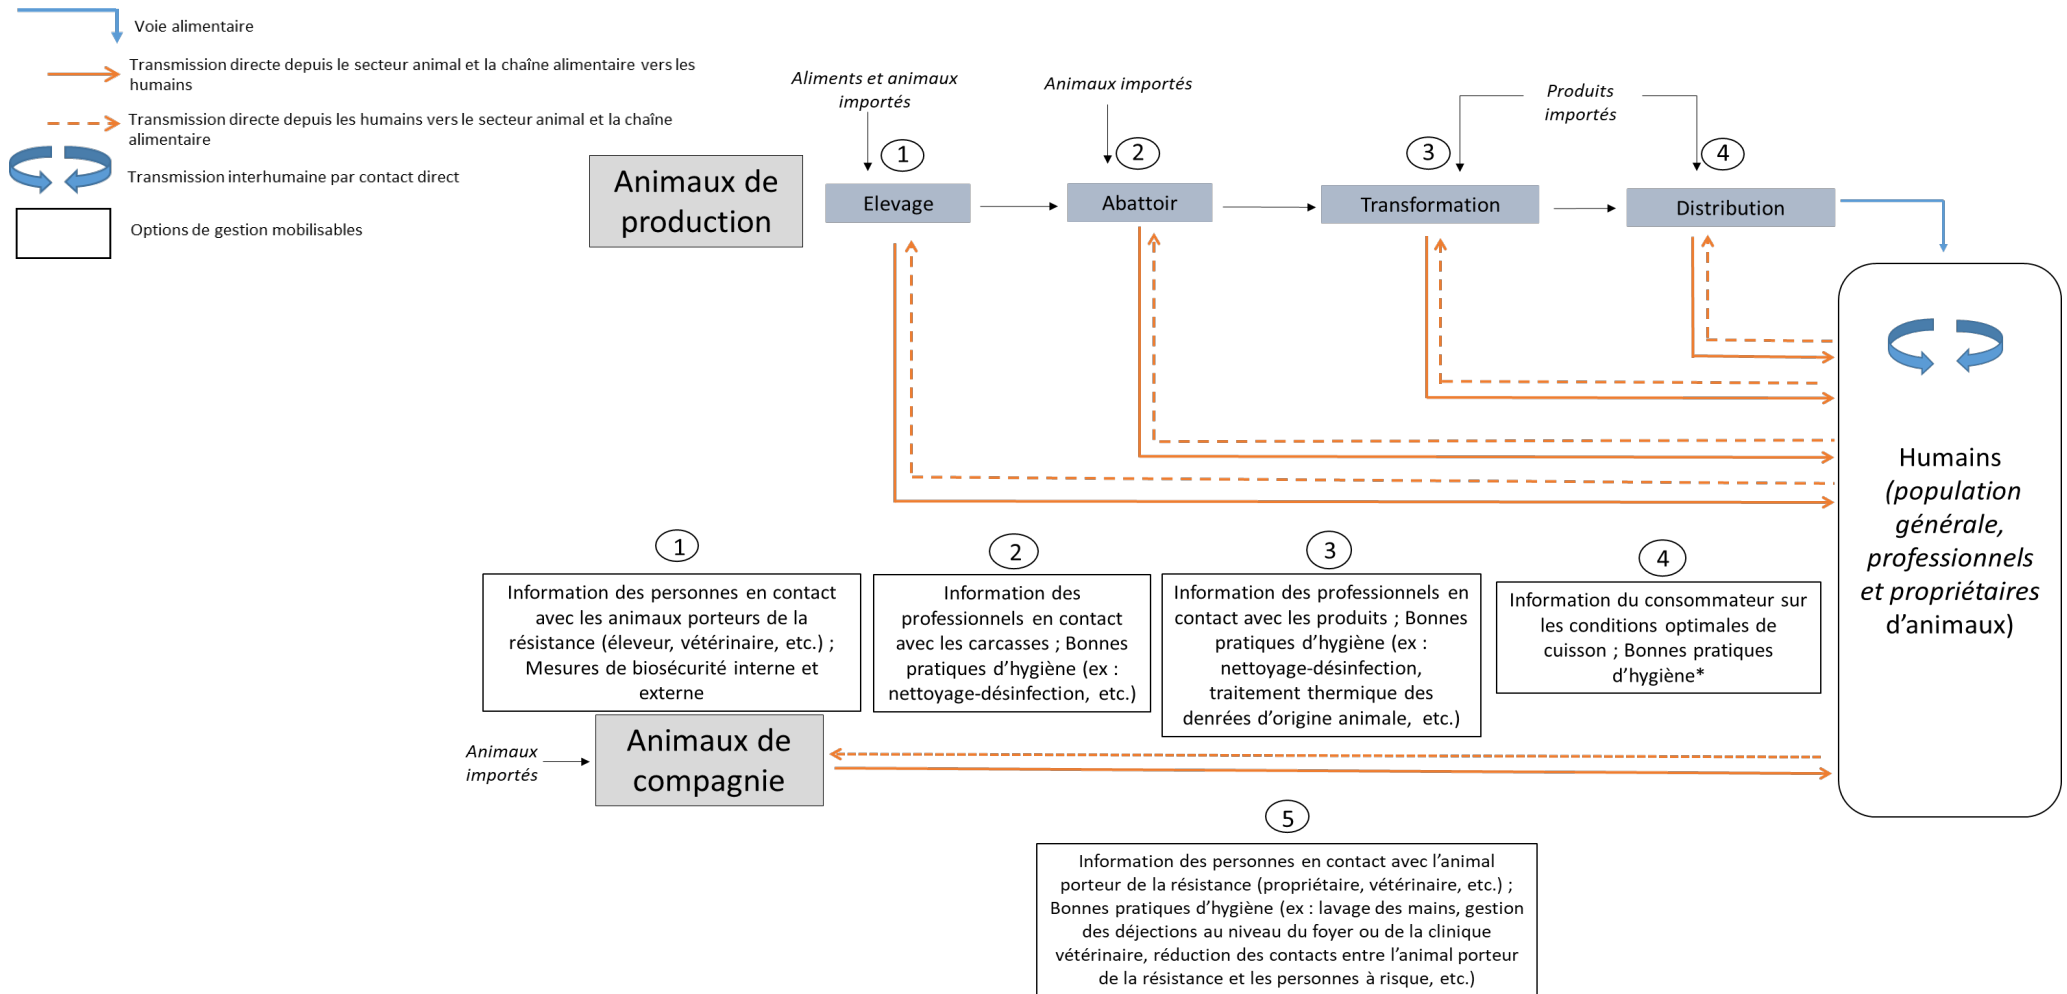 Voie alimentaire
Transmission directe depuis le secteur animal et la chaîne alimentaire vers les
humains
Transmission directe depuis les humains vers le secteur animal et la chaîne
alimentaire
Transmission interhumaine par contact direct
Options de gestion mobilisables
Aliments et animaux
importés
Animaux importés
Produits
importés
1
2
3
4
Animaux de
production
Elevage
Abattoir
Transformation
Distribution
Humains
(population
générale,
professionnels
et propriétaires
d’animaux)
1
Information des personnes en contact
avec les animaux porteurs de la
résistance (éleveur, vétérinaire, etc.) ;
Mesures de biosécurité interne et
externe
2
Information des
professionnels en contact
avec les carcasses ; Bonnes
pratiques d’hygiène (ex :
nettoyage-désinfection, etc.)
3
Information des professionnels en
contact avec les produits ; Bonnes
pratiques d’hygiène (ex :
nettoyage-désinfection,
traitement thermique des
denrées d’origine animale, etc.)
4
Information du consommateur sur
les conditions optimales de
cuisson ; Bonnes pratiques
d’hygiène*
Animaux
importés
Animaux de
compagnie
5
Information des personnes en contact avec l’animal
porteur de la résistance (propriétaire, vétérinaire, etc.) ;
Bonnes pratiques d’hygiène (ex : lavage des mains, gestion
des déjections au niveau du foyer ou de la clinique
vétérinaire, réduction des contacts entre l’animal porteur
de la résistance et les personnes à risque, etc.)